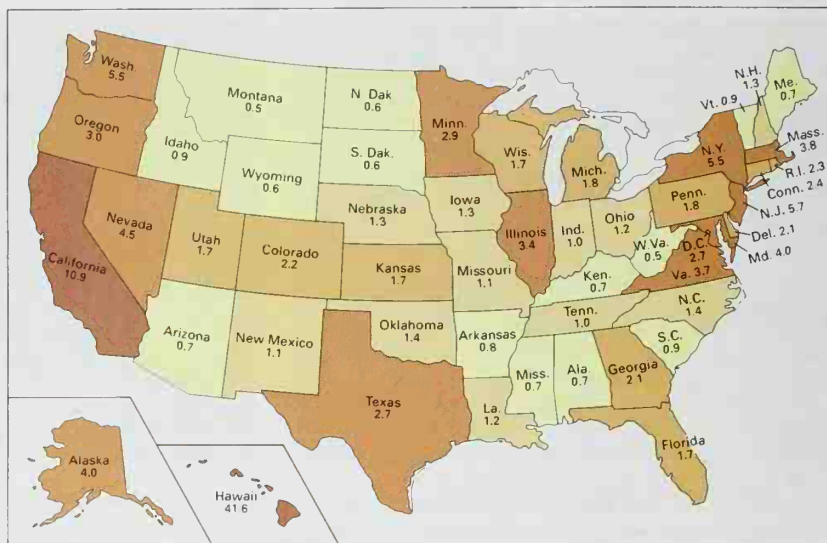 Wash.
5.5
Oregon
3.0
California
10.9
Nevada
4.5
Idaho
0.9
Montana
0.5
Wyoming
0.6
Utah
1.7
Arizona
0.7
Colorado
2.2
New Mexico
1.1
N Dak
0.6
S. Dak.
0.6
Nebraska
1.3
Kansas
1.7
Oklahoma
1.4
Texas
2.7
Minn.
2.9
Iowa
1.3
Missouri
1.1
Arkansas
0.8
La.
1.2
Wis.
1.7
Illinois
3.4
Mich.
1.8
Ind.
1.0
Ohio
1.2
Ken.
0.7
Tenn.
1.0
Miss.
0.7
Ala.
0.7
Georgia
2.1
Florida
1.7
S.C.
0.9
N.C.
1.4
Va. 3.7
W.Va.
0.5
D.C.
2.7
Penn.
1.8
N.Y.
5.5
Vt. 0.9
N.H.
1.3
Me.
0.7
Mass.
3.8
R.I. 2.3
Conn. 2.4
N.J. 5.7
Del. 2.1
Md. 4.0
Alaska
4.0
Hawaii
41.6